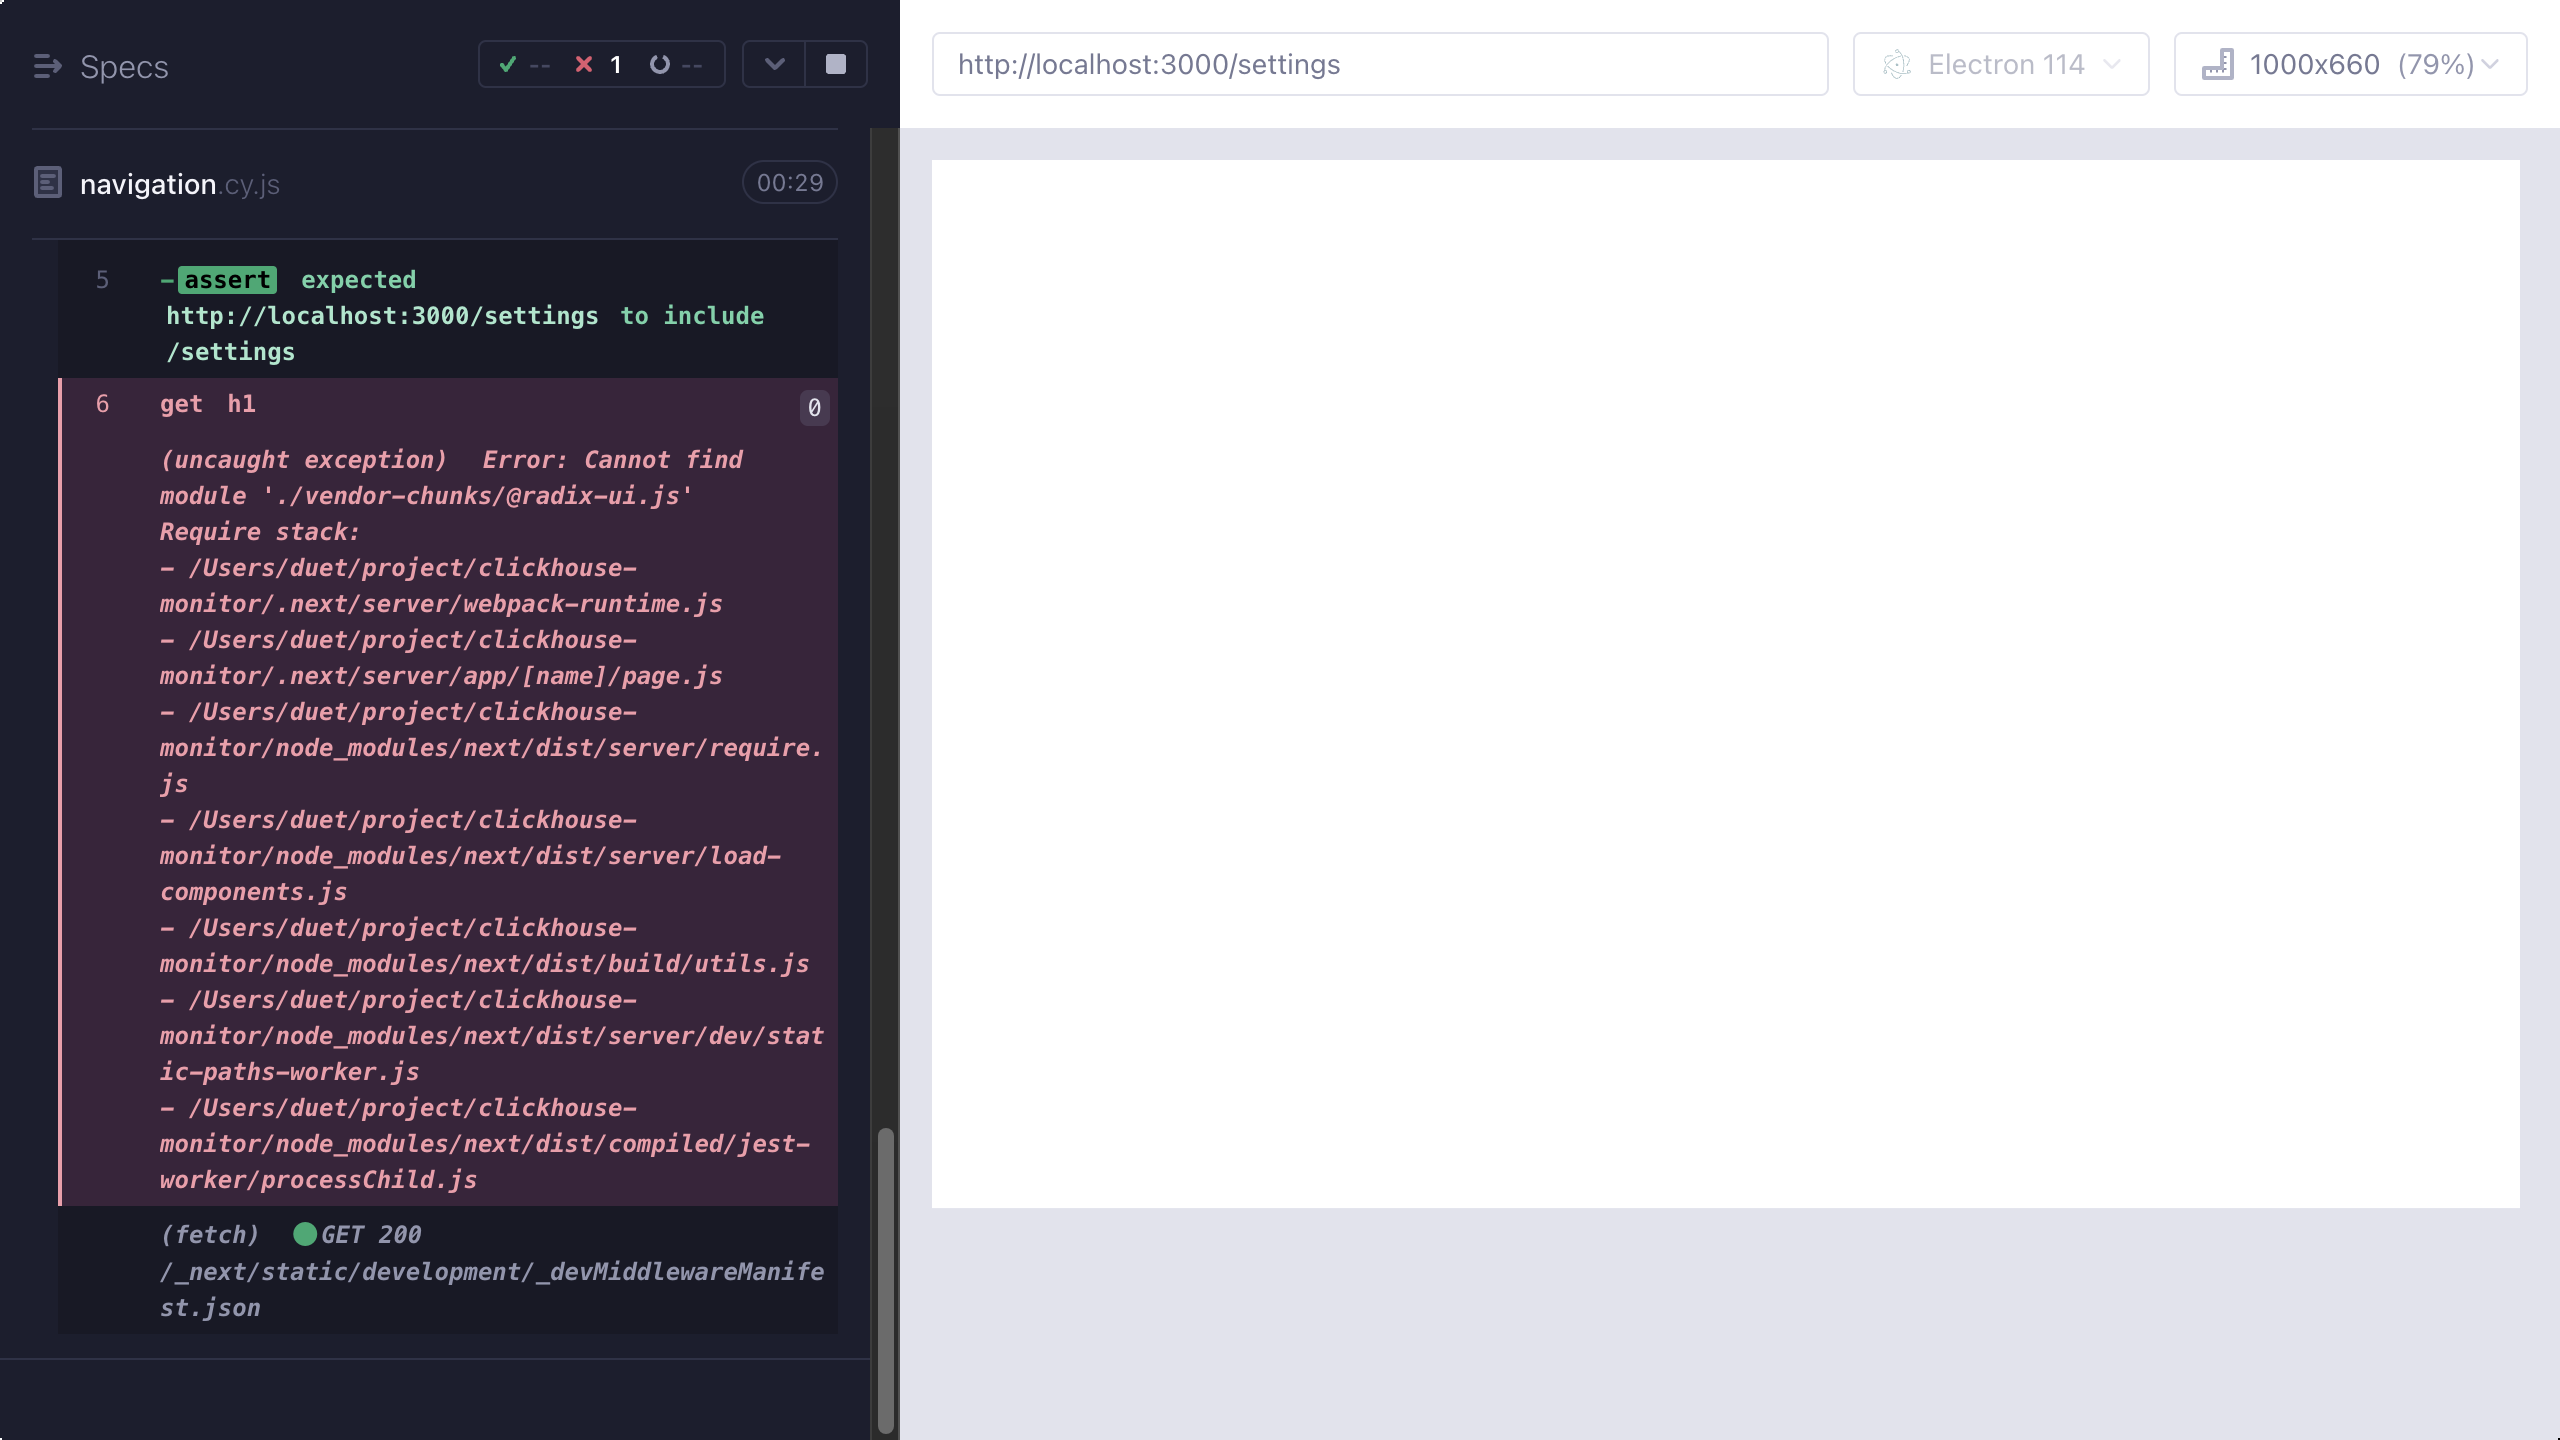 Specs
-- 1 --
http://localhost:3000/settings
Electron 114
1000x660 (79%)
navigation.cy.js
00:29
5 -assert expected
http://localhost:3000/settings to include
/settings
6 get h1 0
(uncaught exception) Error: Cannot find
module './vendor-chunks/@radix-ui.js'
Require stack:
- /Users/duet/project/clickhouse-
monitor/.next/server/webpack-runtime.js
- /Users/duet/project/clickhouse-
monitor/.next/server/app/[name]/page.js
- /Users/duet/project/clickhouse-
monitor/node_modules/next/dist/server/require.
js
- /Users/duet/project/clickhouse-
monitor/node_modules/next/dist/server/load-
components.js
- /Users/duet/project/clickhouse-
monitor/node_modules/next/dist/build/utils.js
- /Users/duet/project/clickhouse-
monitor/node_modules/next/dist/server/dev/stat
ic-paths-worker.js
- /Users/duet/project/clickhouse-
monitor/node_modules/next/dist/compiled/jest-
worker/processChild.js
(fetch) GET 200
/_next/static/development/_devMiddlewareManife
st.json